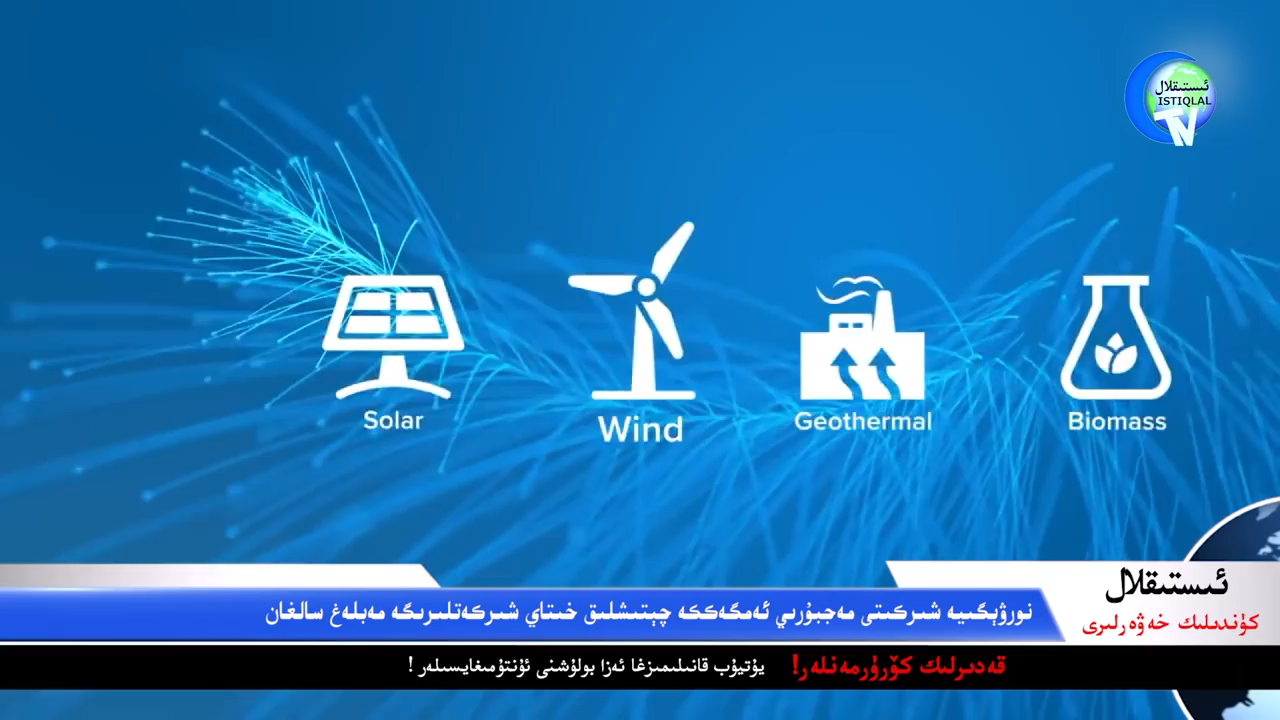 ئىستىقلال
ISTIQLAL
TV
Solar
Wind
Geothermal
Biomass
ئىستىقلال
كۈندىلىك خەۋەرلىرى
نورۋېگىيە شىركىتى مەجبۇرىي ئەمگەككە چېتىشلىق خىتاي شىركەتلىرىگە مەبلەغ سالغان
قەدىرلىك كۆرۈرمەنلەر! يۇتيۇب قانىلىمىزغا ئەزا بولۇشنى ئۇنتۇمىغايسىلەر !